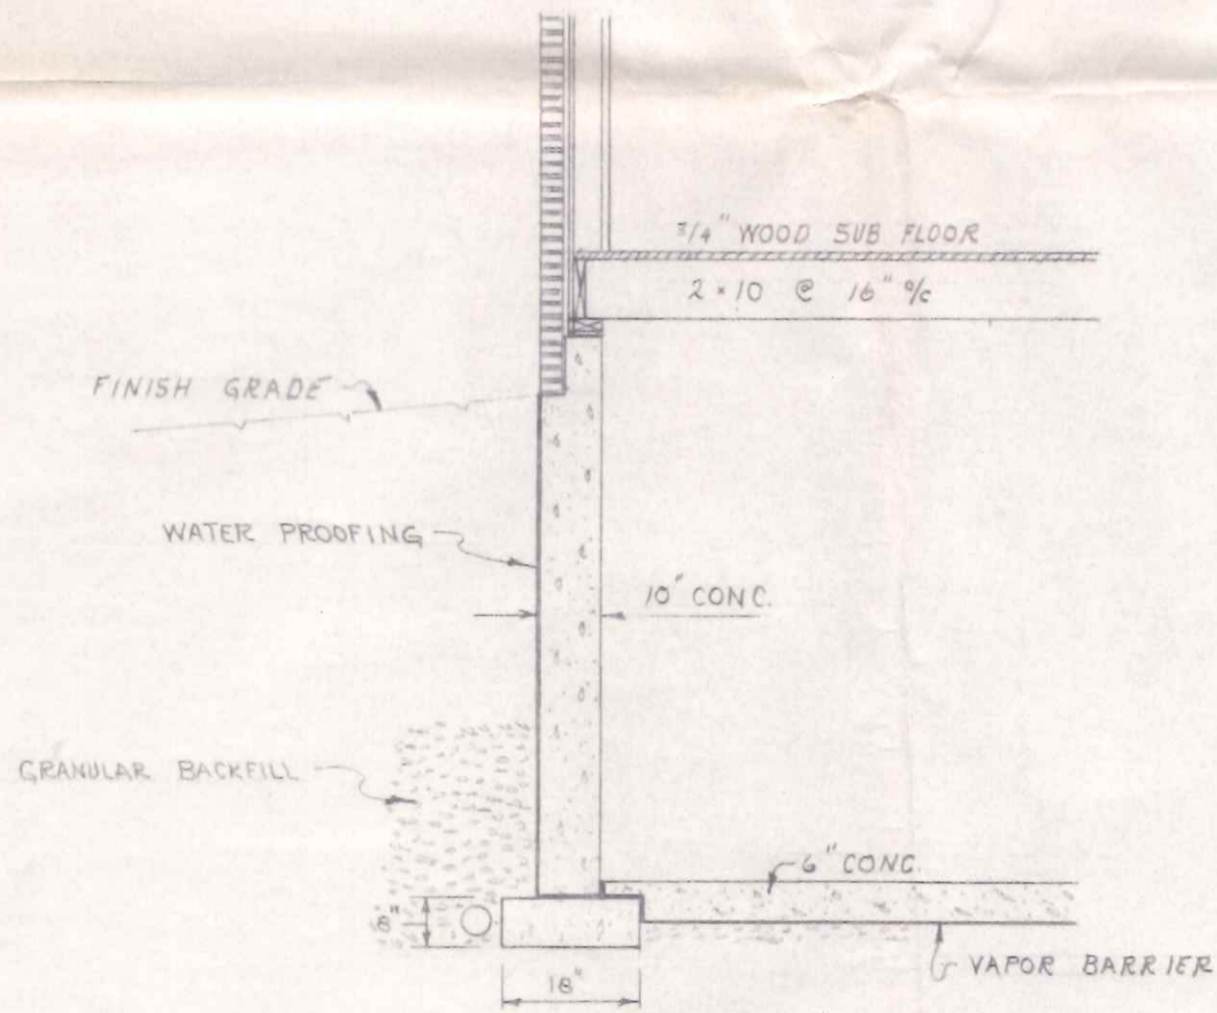 3/4" WOOD SUB FLOOR
2 × 10 @ 16" o/c
FINISH GRADE
WATER PROOFING
10" CONC.
GRANULAR BACKFILL
6" CONC.
8"
VAPOR BARRIER
18"